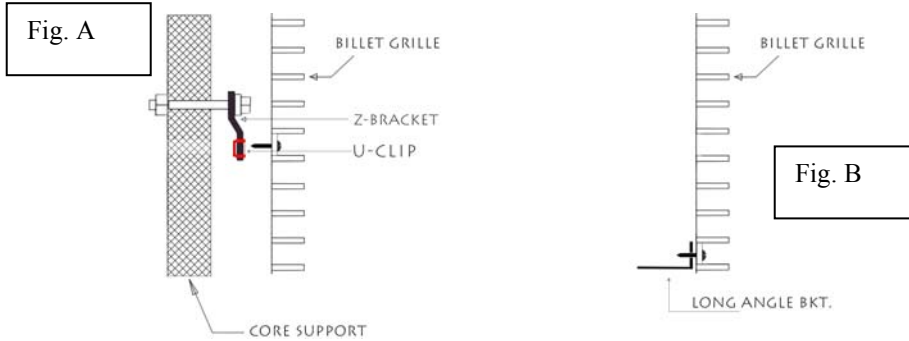 Fig. A
BILLET GRILLE
Z-BRACKET
U-CLIP
CORE SUPPORT
BILLET GRILLE
Fig. B
LONG ANGLE BKT.